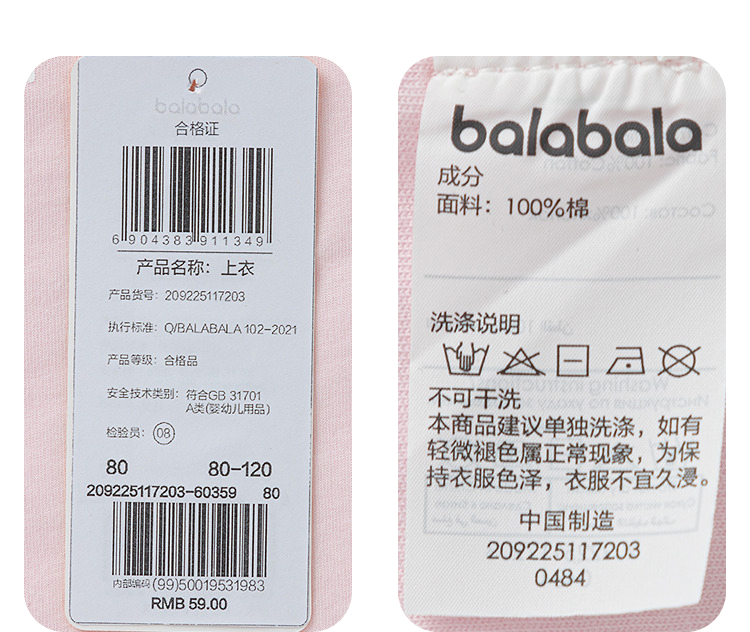 balabala
合格证
6 904383 911349
产品名称：上衣
产品货号：209225117203
执行标准：Q/BALABALA 102-2021
产品等级：合格品
安全技术类别：符合GB 31701
A类(婴幼儿用品)
检验员：08
80 80-120
209225117203-60359 80
内部编码 (99)50019531983
RMB 59.00
balabala
成分
面料：100%棉
洗涤说明
不可干洗
本商品建议单独洗涤，如有
轻微褪色属正常现象，为保
持衣服色泽，衣服不宜久浸。
中国制造
209225117203
0484